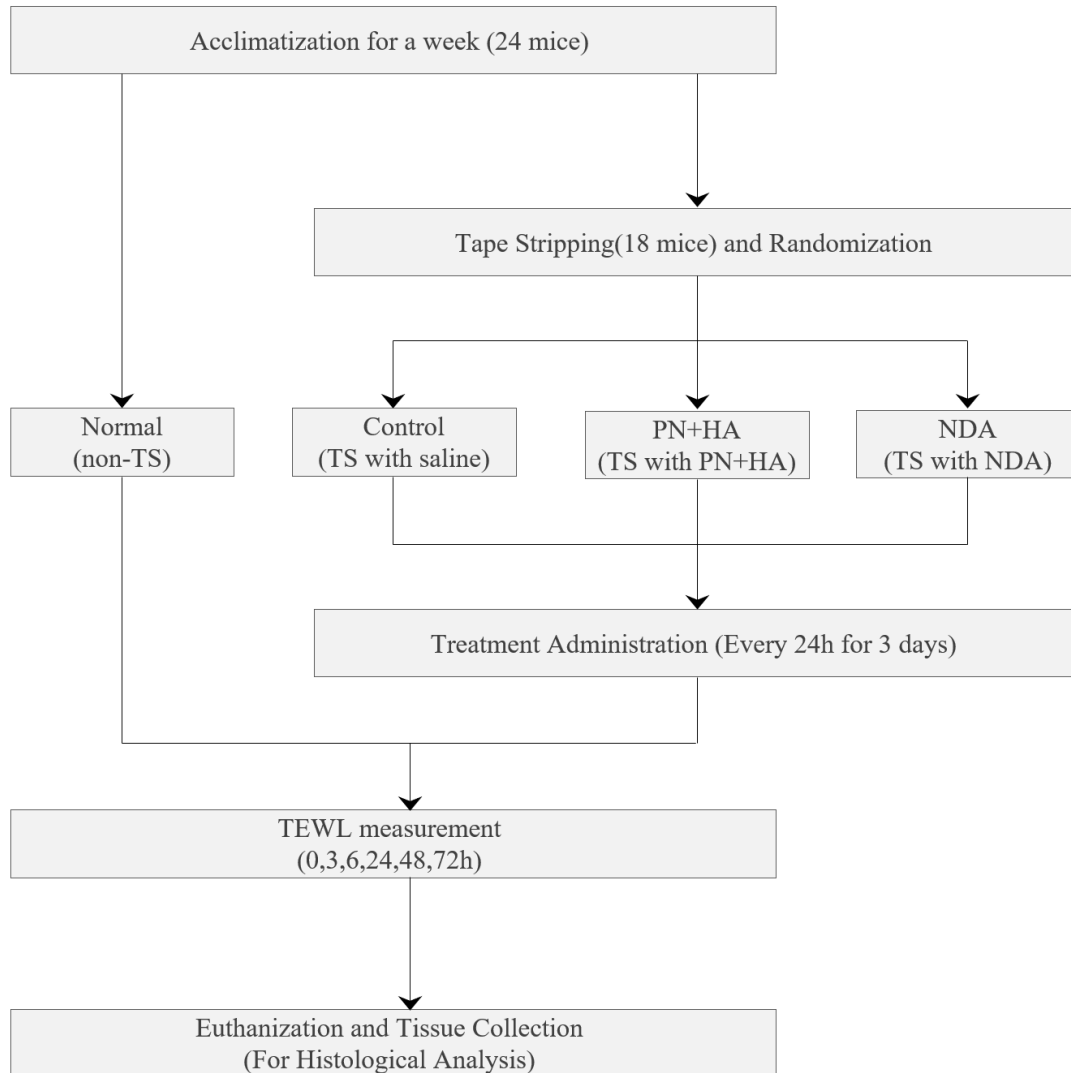 Acclimatization for a week (24 mice)
Tape Stripping(18 mice) and Randomization
Normal
(non-TS)
Control
(TS with saline)
PN+HA
(TS with PN+HA)
NDA
(TS with NDA)
Treatment Administration (Every 24h for 3 days)
TEWL measurement
(0,3,6,24,48,72h)
Euthanization and Tissue Collection
(For Histological Analysis)